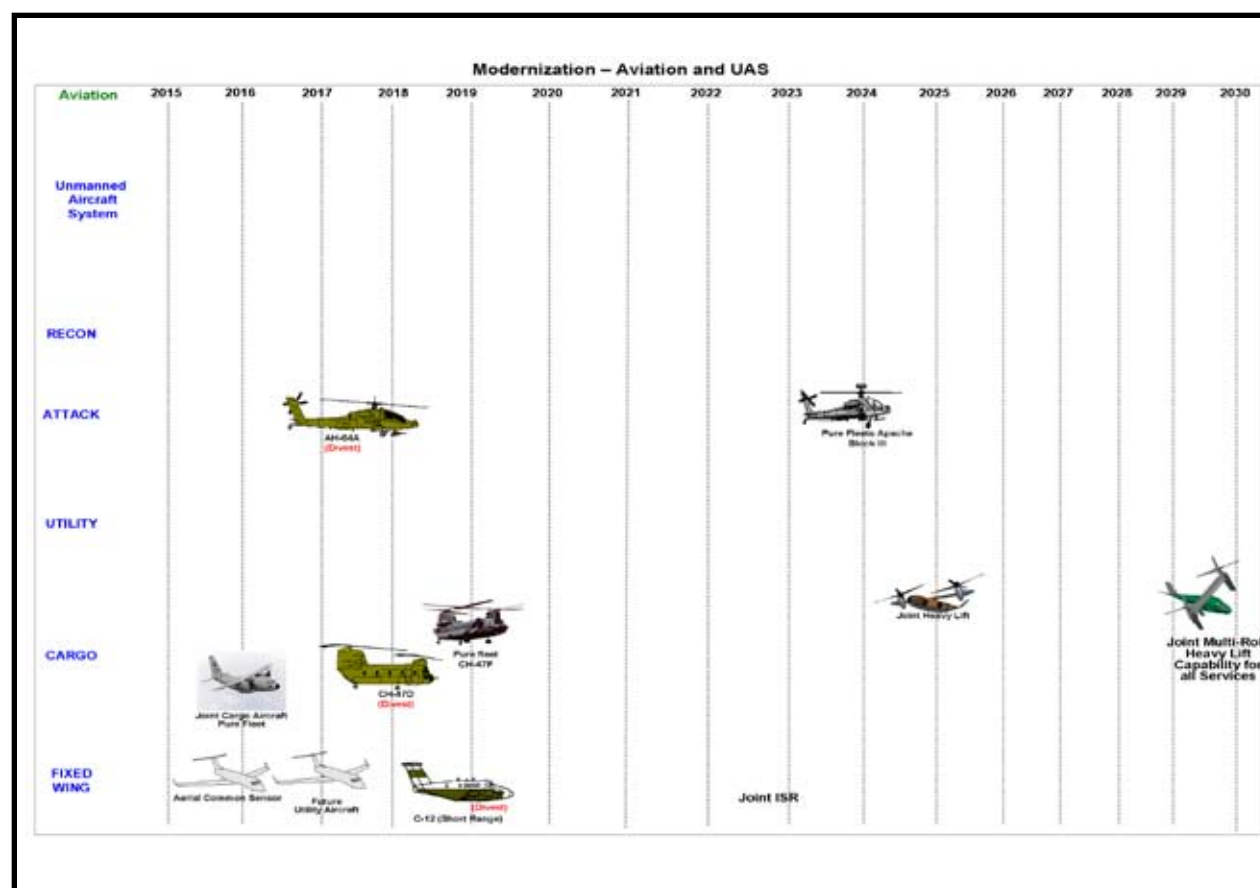 Modernization – Aviation and UAS
Aviation 2015 2016 2017 2018 2019 2020 2021 2022 2023 2024 2025 2026 2027 2028 2029 2030
Unmanned
Aircraft
System
RECON
ATTACK
AH-64A
(Divest)
Pure Fleets Apache
Block III
UTILITY
Joint Heavy Lift
CARGO
Pure fleet
CH-47F
CH-47D
(Divest)
Joint Cargo Aircraft
Pure Fleet
Joint Multi-Rol
Heavy Lift
Capability for
all Services
FIXED
WING
Aerial Common Sensor
Future
Utility Aircraft
(Divest)
C-12 (Short Range)
Joint ISR